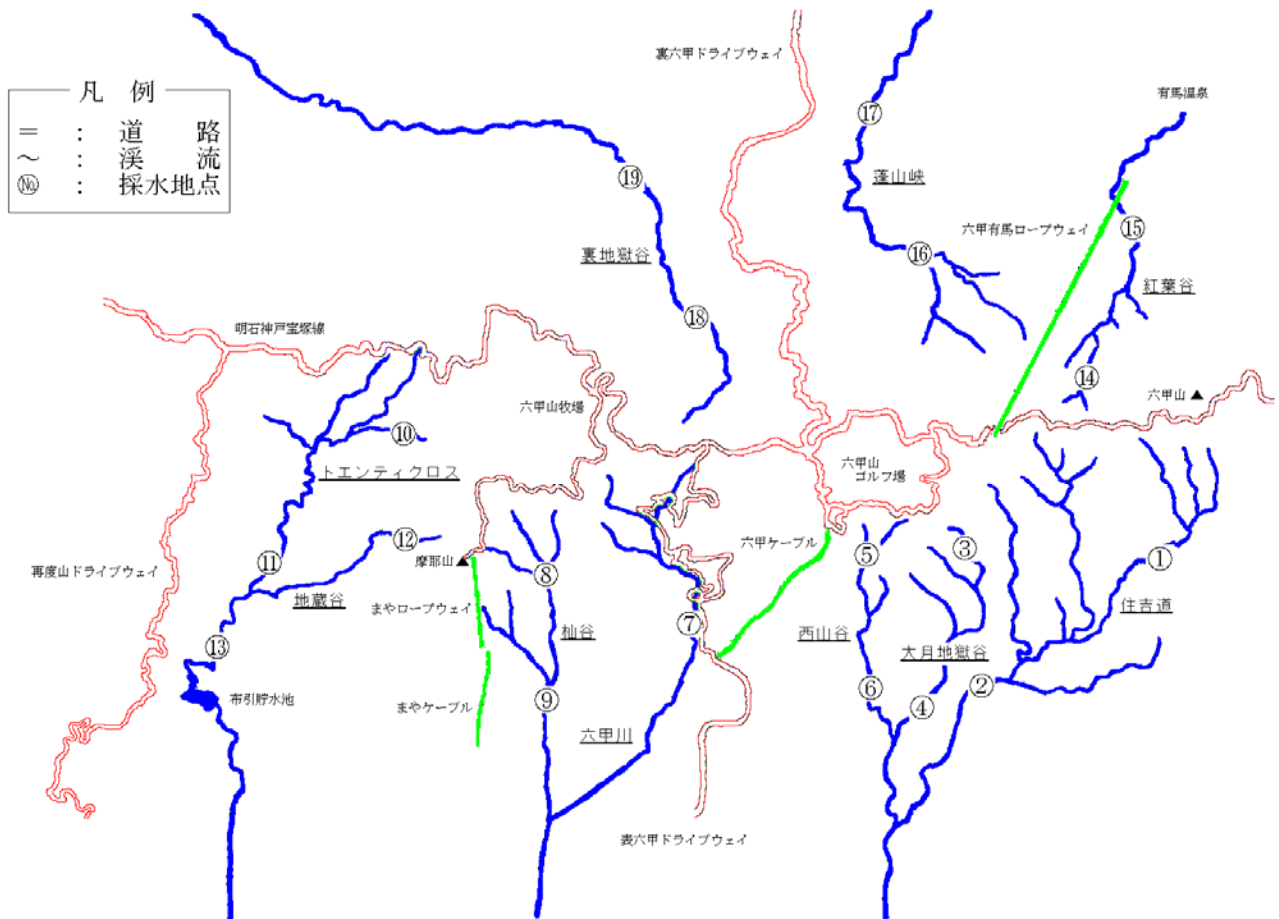 裏六甲ドライブウェイ
凡 例
＝ ： 道 路
～ ： 渓 流
No ： 採水地点
⑰
有馬温泉
蓬山峡
⑲
六甲有馬ロープウェイ
⑮
裏地獄谷
⑯
紅葉谷
⑱
明石神戸宝塚線
⑭
六甲山▲
六甲山牧場
⑩
トエンティクロス
六甲山
ゴルフ場
⑫
六甲ケーブル
⑤
③
①
再度山ドライブウェイ
⑪
摩耶山▲
⑧
地蔵谷
まやロープウェイ
住吉道
⑦
杣谷
西山谷
⑬
大月地獄谷
②
布引貯水池
まやケーブル
⑨
⑥
④
六甲川
表六甲ドライブウェイ